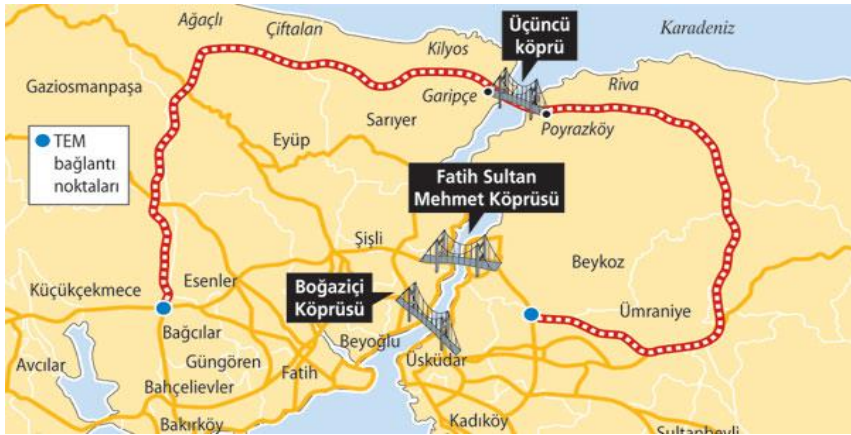 Ağaçlı
Çiftalan
Kilyos
Üçüncü
köprü
Karadeniz
Gaziosmanpaşa
Garipçe
Riva
Sarıyer
Poyrazköy
Eyüp
TEM
bağlantı
noktaları
Fatih Sultan
Mehmet Köprüsü
Şişli
Beykoz
Esenler
Küçükçekmece
Boğaziçi
Köprüsü
Ümraniye
Bağcılar
Beyoğlu
Avcılar
Güngören
Üsküdar
Fatih
Bahçelievler
Bakırköy
Kadıköy
Sultanbeyli